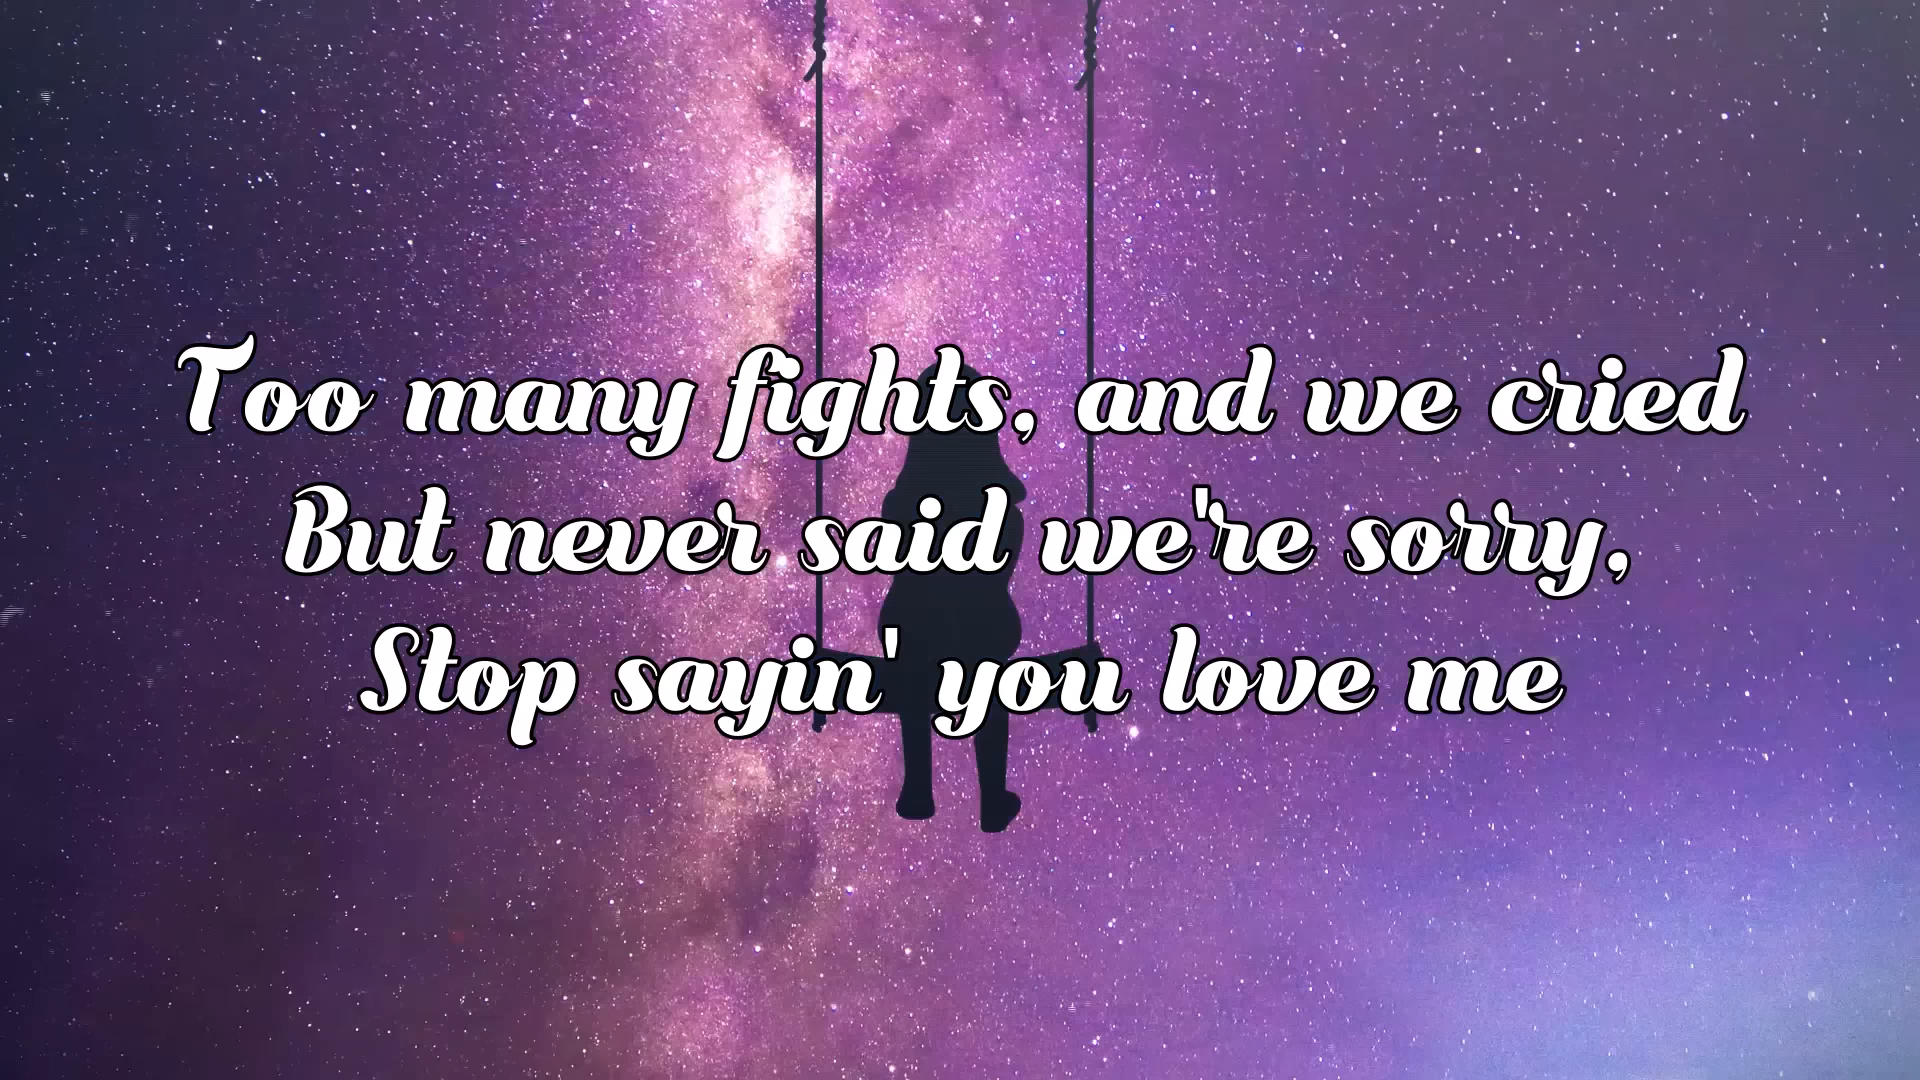 Too many fights, and we cried
But never said we're sorry,
Stop sayin' you love me